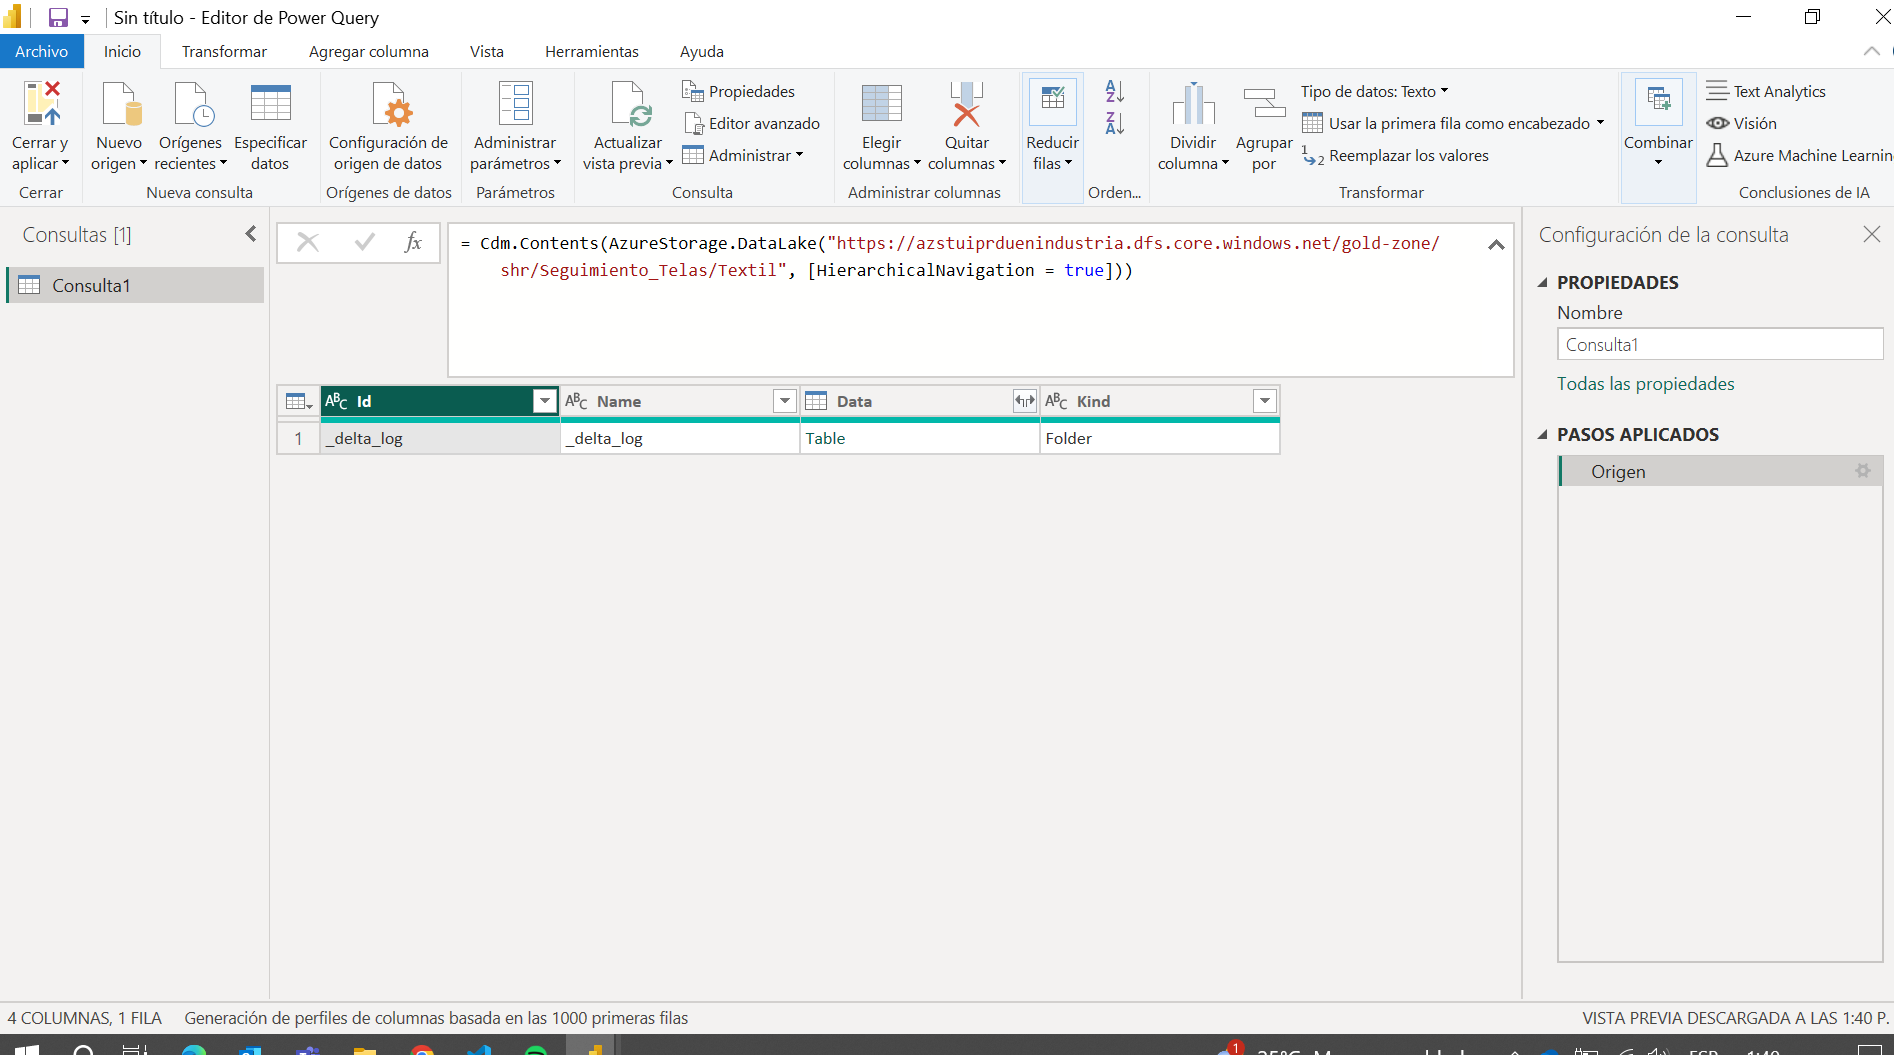 Sin título - Editor de Power Query
Archivo Inicio Transformar Agregar columna Vista Herramientas Ayuda
Cerrar y aplicar
Cerrar
Nuevo origen
Orígenes recientes
Especificar datos
Nueva consulta
Configuración de origen de datos
Orígenes de datos
Administrar parámetros
Parámetros
Actualizar vista previa
Propiedades
Editor avanzado
Administrar
Consulta
Elegir columnas
Quitar columnas
Administrar columnas
Reducir filas
Orden...
Dividir columna
Agrupar por
Tipo de datos: Texto
Usar la primera fila como encabezado
Reemplazar los valores
Transformar
Combinar
Text Analytics
Visión
Azure Machine Learnin
Conclusiones de IA
Consultas [1]
Consulta1
= Cdm.Contents(AzureStorage.DataLake("https://azstuiprduenindustria.dfs.core.windows.net/gold-zone/
shr/Seguimiento_Telas/Textil", [HierarchicalNavigation = true]))
Id Name Data Kind
1 _delta_log _delta_log Table Folder
Configuración de la consulta
PROPIEDADES
Nombre
Consulta1
Todas las propiedades
PASOS APLICADOS
Origen
4 COLUMNAS, 1 FILA Generación de perfiles de columnas basada en las 1000 primeras filas
VISTA PREVIA DESCARGADA A LAS 1:40 P.
1